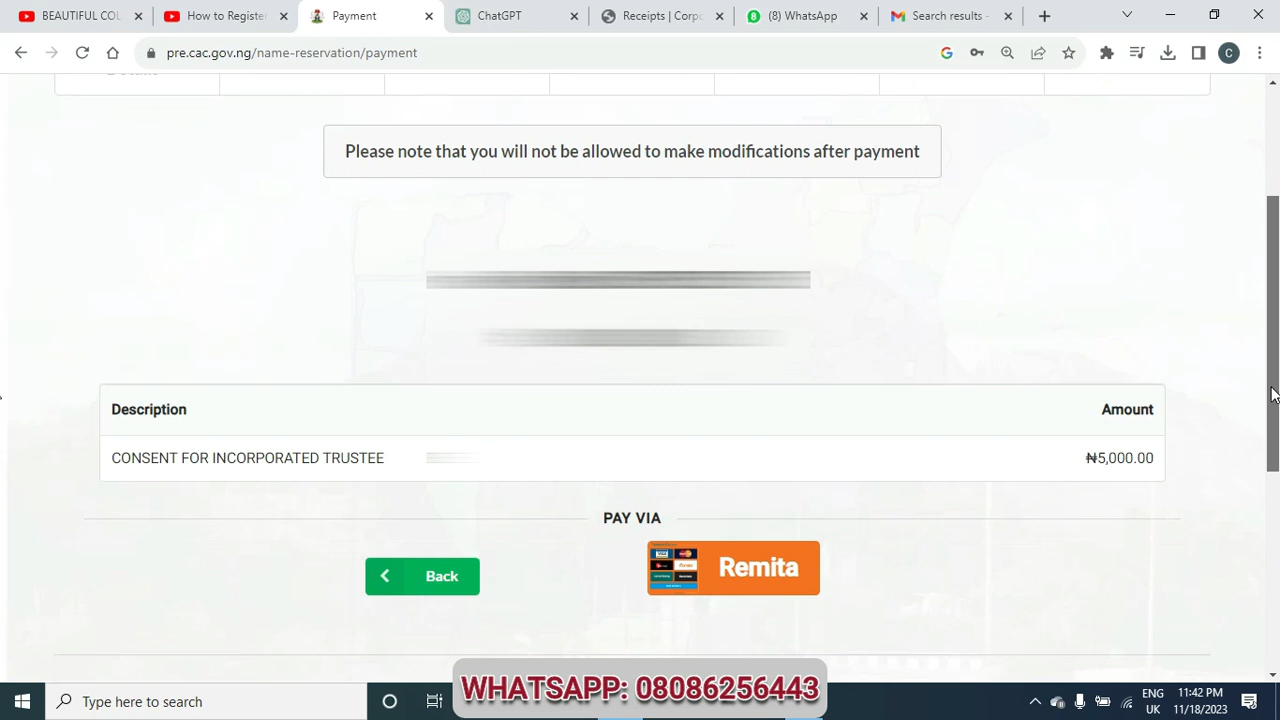 BEAUTIFUL COU
How to Register
Payment
ChatGPT
Receipts | Corpo
(8) WhatsApp
Search results -
pre.cac.gov.ng/name-reservation/payment
C
Please note that you will not be allowed to make modifications after payment
Description Amount
CONSENT FOR INCORPORATED TRUSTEE ₦5,000.00
PAY VIA
Back
Remita
WHATSAPP: 08086256443
Type here to search
ENG
UK
11:42 PM
11/18/2023